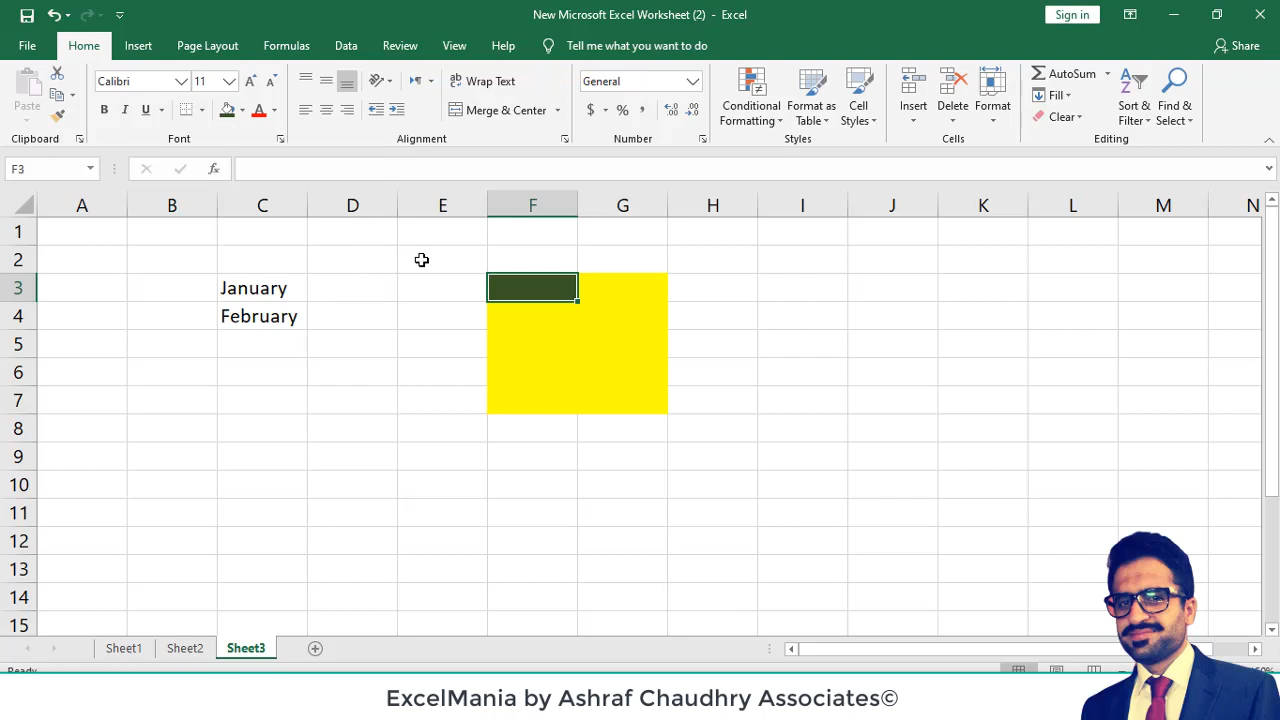 New Microsoft Excel Worksheet (2) - Excel
Sign in
File Home Insert Page Layout Formulas Data Review View Help Tell me what you want to do Share
Paste
Calibri 11
Wrap Text
General
Conditional Formatting
Format as Table
Cell Styles
Insert
Delete
Format
AutoSum
Fill
Clear
Sort & Filter
Find & Select
B I U
A A
Merge & Center
$ % ,
Clipboard Font Alignment Number Styles Cells Editing
F3 fx
A B C D E F G H I J K L M N
1
2
3 January
4 February
5
6
7
8
9
10
11
12
13
14
15
Sheet1 Sheet2 Sheet3
ExcelMania by Ashraf Chaudhry Associates©